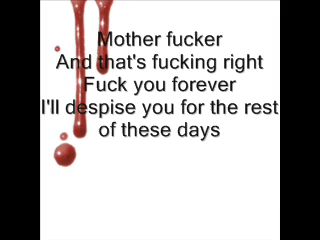 Mother fucker
And that's fucking right
Fuck you forever
I'll despise you for the rest
of these days